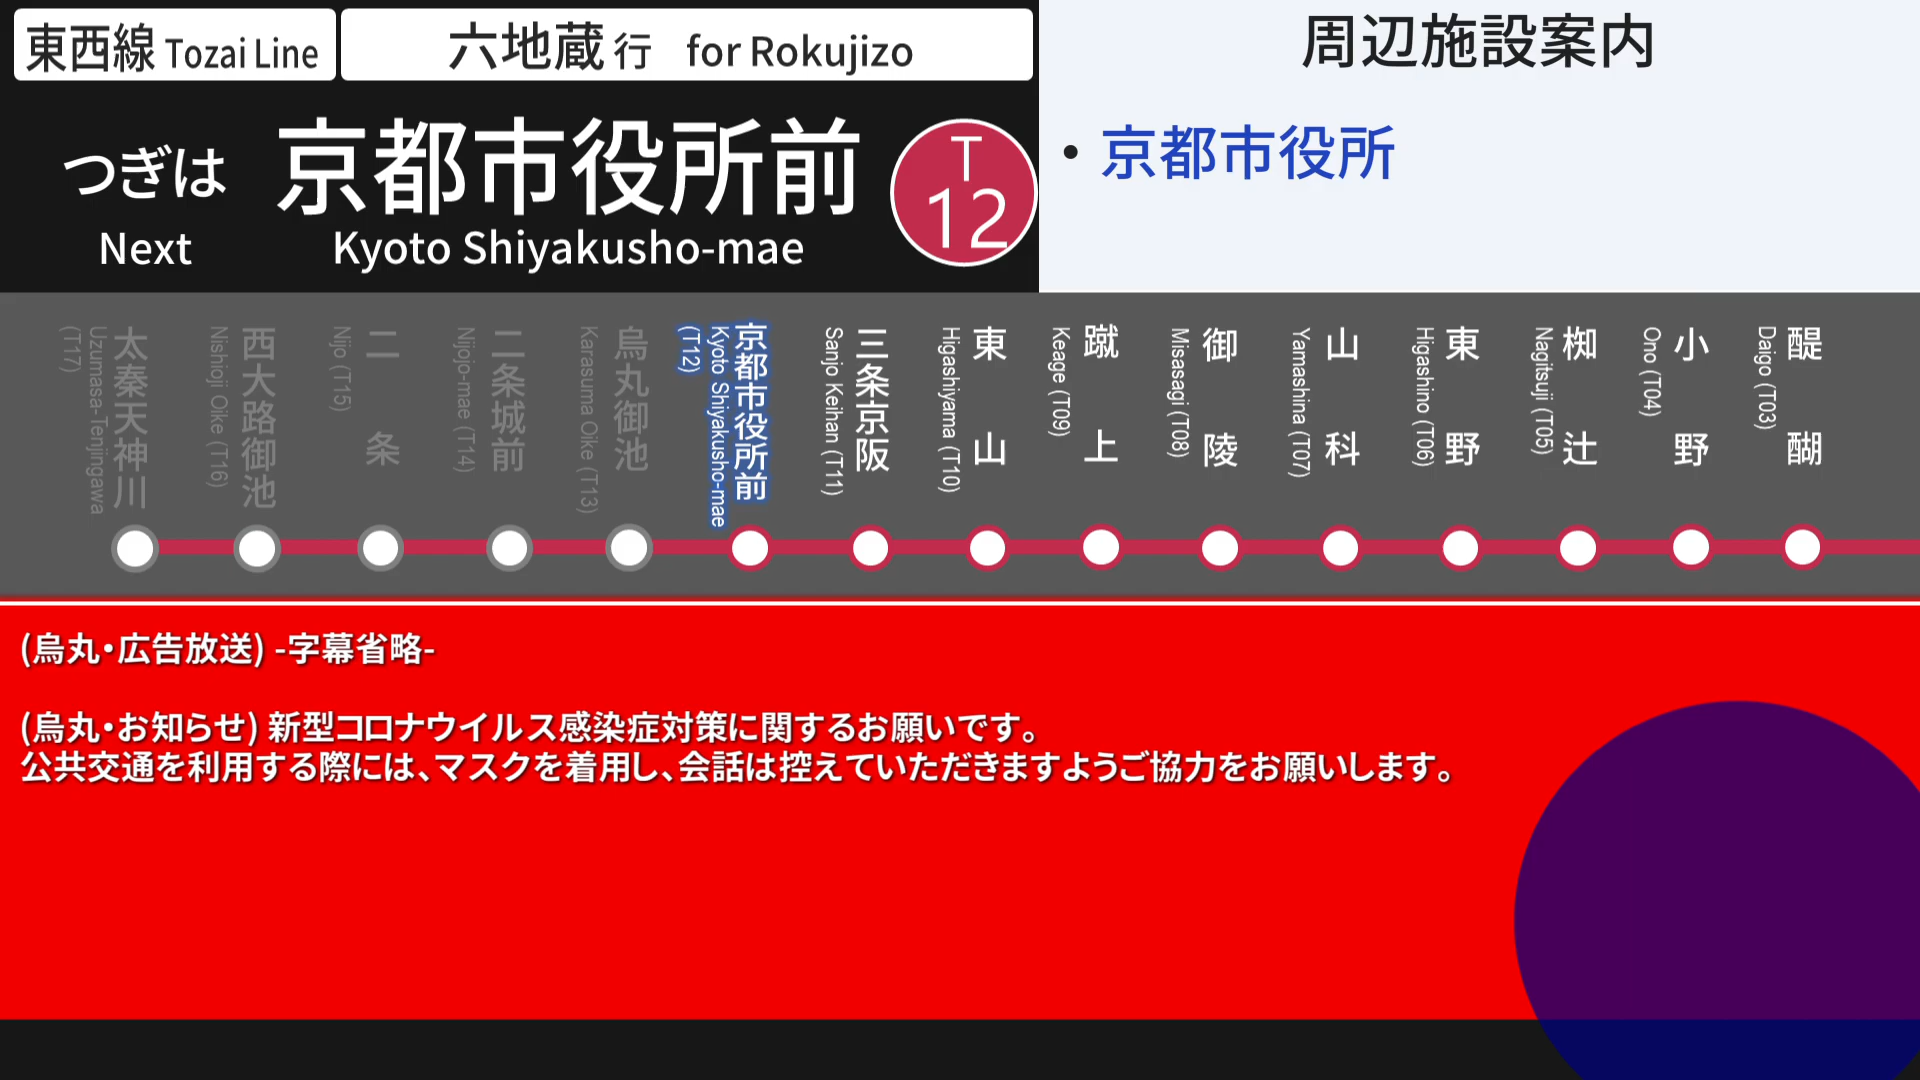 東西線 Tozai Line
六地蔵 行 for Rokujizo
つぎは 京都市役所前
Next Kyoto Shiyakusho-mae
T
12
周辺施設案内
• 京都市役所
太秦天神川
Uzumasa-Tenjingawa
(T17)
西大路御池
Nishioji Oike (T16)
二条
Nijo (T15)
二条城前
Nijojo-mae (T14)
烏丸御池
Karasuma Oike (T13)
京都市役所前
Kyoto Shiyakusho-mae
(T12)
三条京阪
Sanjo Keihan (T11)
東山
Higashiyama (T10)
蹴上
Keage (T09)
御陵
Misasagi (T08)
山科
Yamashina (T07)
東野
Higashino (T06)
椥辻
Nagitsuji (T05)
小野
Ono (T04)
醍醐
Daigo (T03)
(烏丸・広告放送) -字幕省略-
(烏丸・お知らせ) 新型コロナウイルス感染症対策に関するお願いです。
公共交通を利用する際には、マスクを着用し、会話は控えていただきますようご協力をお願いします。